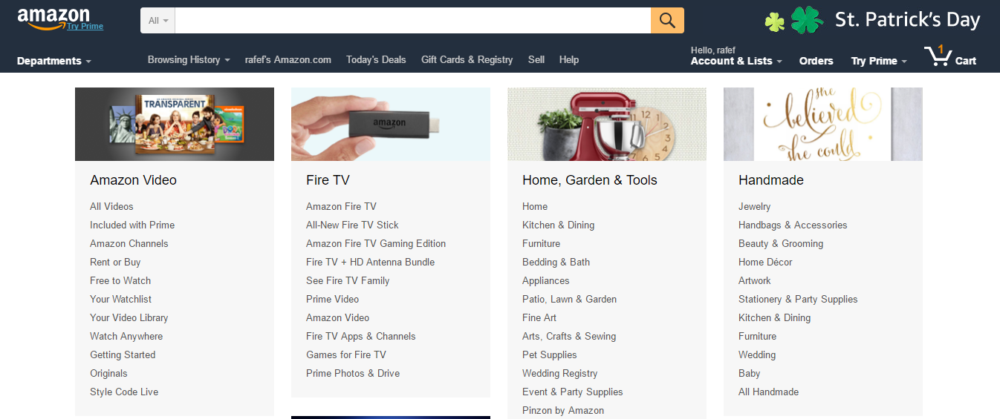 amazon
Try Prime
All
St. Patrick's Day
Departments
Browsing History
rafef's Amazon.com
Today's Deals
Gift Cards & Registry
Sell
Help
Hello, rafef
Account & Lists
Orders
Try Prime
1
Cart
TRANSPARENT
Amazon Video
All Videos
Included with Prime
Amazon Channels
Rent or Buy
Free to Watch
Your Watchlist
Your Video Library
Watch Anywhere
Getting Started
Originals
Style Code Live
amazon
Fire TV
Amazon Fire TV
All-New Fire TV Stick
Amazon Fire TV Gaming Edition
Fire TV + HD Antenna Bundle
See Fire TV Family
Prime Video
Amazon Video
Fire TV Apps & Channels
Games for Fire TV
Prime Photos & Drive
12
1
2
3
4
5
6
Home, Garden & Tools
Home
Kitchen & Dining
Furniture
Bedding & Bath
Appliances
Patio, Lawn & Garden
Fine Art
Arts, Crafts & Sewing
Pet Supplies
Wedding Registry
Event & Party Supplies
Pinzon by Amazon
she
believed
she could
Handmade
Jewelry
Handbags & Accessories
Beauty & Grooming
Home Décor
Artwork
Stationery & Party Supplies
Kitchen & Dining
Furniture
Wedding
Baby
All Handmade